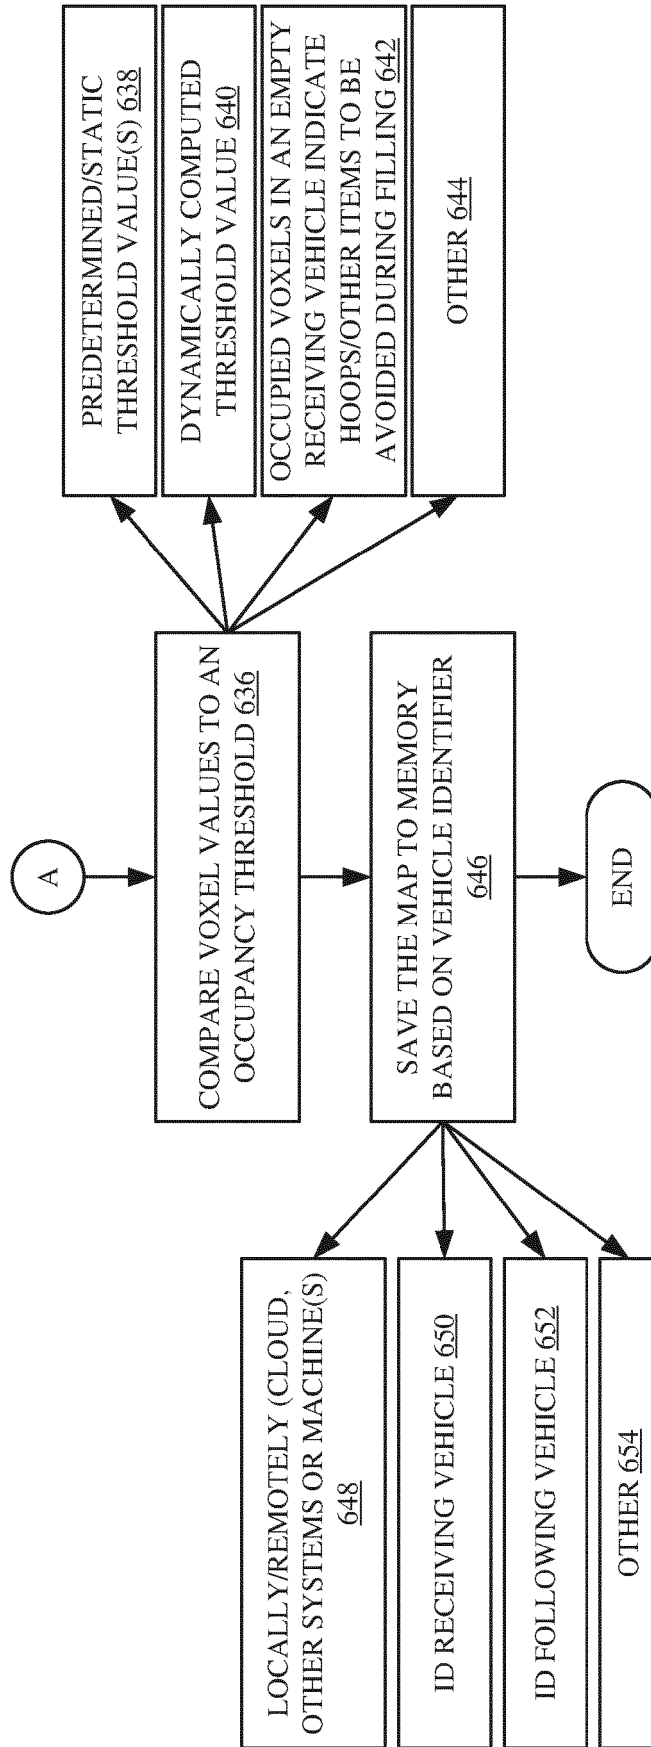 A
COMPARE VOXEL VALUES TO AN
OCCUPANCY THRESHOLD 636
PREDETERMINED/STATIC
THRESHOLD VALUE(S) 638
DYNAMICALLY COMPUTED
THRESHOLD VALUE 640
OCCUPIED VOXELS IN AN EMPTY
RECEIVING VEHICLE INDICATE
HOOPS/OTHER ITEMS TO BE
AVOIDED DURING FILLING 642
OTHER 644
SAVE THE MAP TO MEMORY
BASED ON VEHICLE IDENTIFIER
646
LOCALLY/REMOTELY (CLOUD,
OTHER SYSTEMS OR MACHINE(S)
648
ID RECEIVING VEHICLE 650
ID FOLLOWING VEHICLE 652
OTHER 654
END